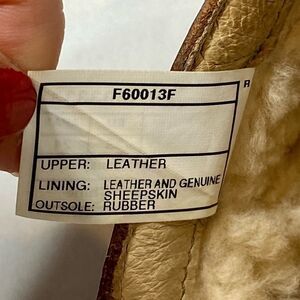 F60013F
R
UPPER: LEATHER
LINING: LEATHER AND GENUINE
SHEEPSKIN
OUTSOLE: RUBBER